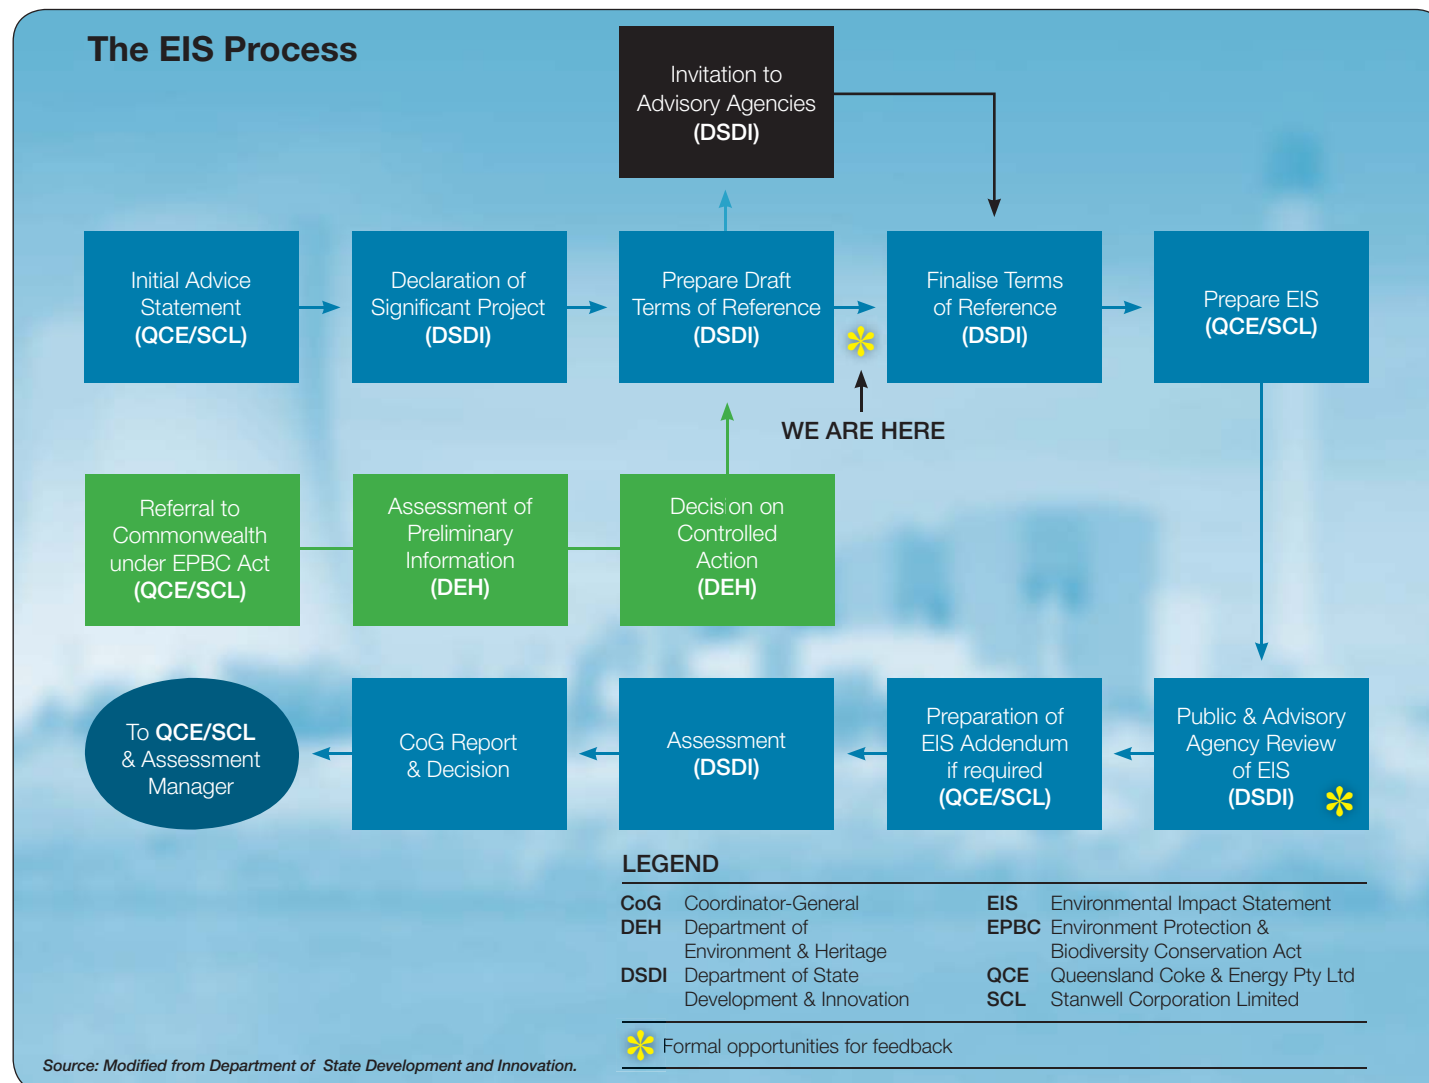 The EIS Process
Invitation to
Advisory Agencies
(DSDI)
Initial Advice
Statement
(QCE/SCL)
Declaration of
Significant Project
(DSDI)
Prepare Draft
Terms of Reference
(DSDI)
Finalise Terms
of Reference
(DSDI)
Prepare EIS
(QCE/SCL)
WE ARE HERE
Referral to
Commonwealth
under EPBC Act
(QCE/SCL)
Assessment of
Preliminary
Information
(DEH)
Decision on
Controlled
Action
(DEH)
To QCE/SCL
& Assessment
Manager
CoG Report
& Decision
Assessment
(DSDI)
Preparation of
EIS Addendum
if required
(QCE/SCL)
Public & Advisory
Agency Review
of EIS
(DSDI)
LEGEND
CoG Coordinator-General
DEH Department of
Environment & Heritage
DSDI Department of State
Development & Innovation
EIS Environmental Impact Statement
EPBC Environment Protection &
Biodiversity Conservation Act
QCE Queensland Coke & Energy Pty Ltd
SCL Stanwell Corporation Limited
Formal opportunities for feedback
Source: Modified from Department of State Development and Innovation.